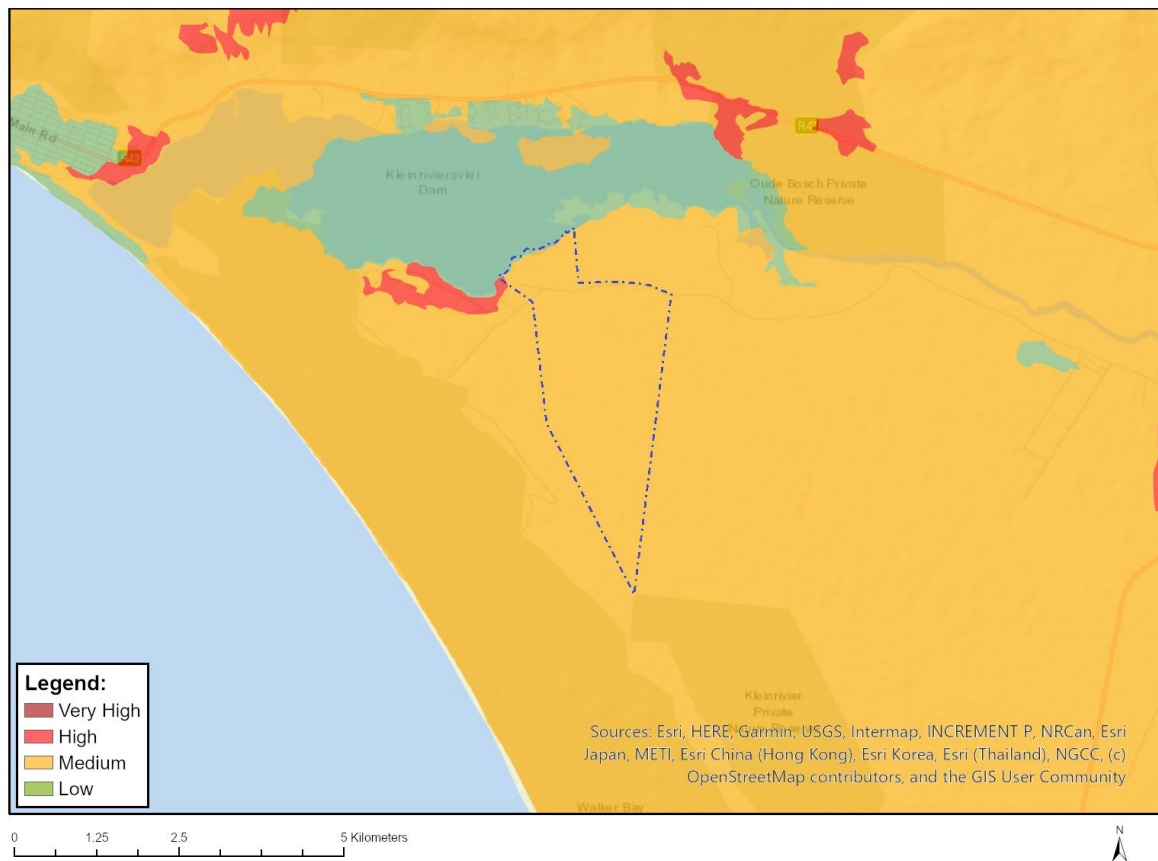 Main Rd
R43
R43
Kleinriviersvlei
Dam
Oude Bosch Private
Nature Reserve
Legend:
Very High
High
Medium
Low
Kleinrivier
Private
Nature Reserve
Sources: Esri, HERE, Garmin, USGS, Intermap, INCREMENT P, NRCan, Esri
Japan, METI, Esri China (Hong Kong), Esri Korea, Esri (Thailand), NGCC, (c)
OpenStreetMap contributors, and the GIS User Community
Walker Bay
0 1.25 2.5 5 Kilometers
N